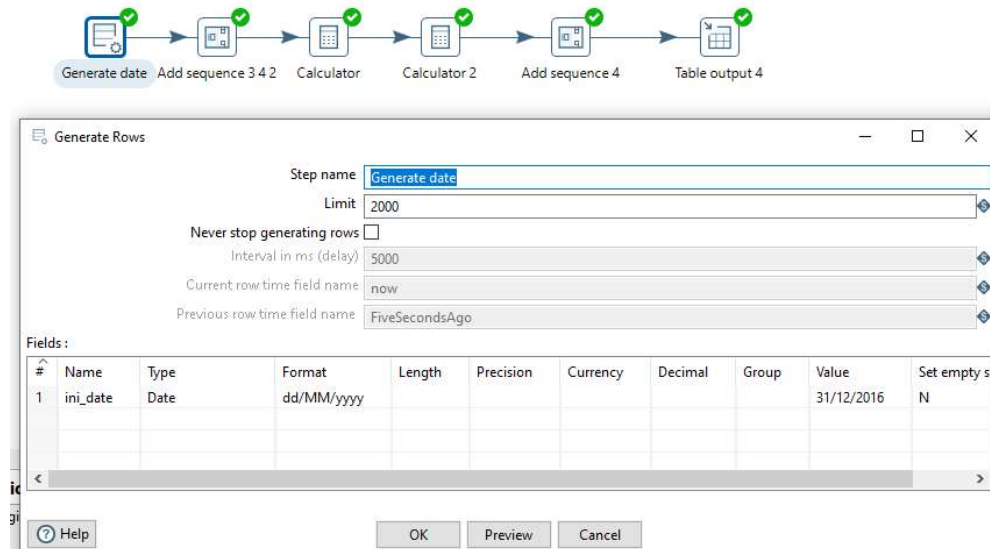 Generate date Add sequence 3 4 2 Calculator Calculator 2 Add sequence 4 Table output 4
Generate Rows
Step name Generate date
Limit 2000
Never stop generating rows
Interval in ms (delay) 5000
Current row time field name now
Previous row time field name FiveSecondsAgo
Fields :
# Name Type Format Length Precision Currency Decimal Group Value Set empty s
1 ini_date Date dd/MM/yyyy 31/12/2016 N
Help OK Preview Cancel